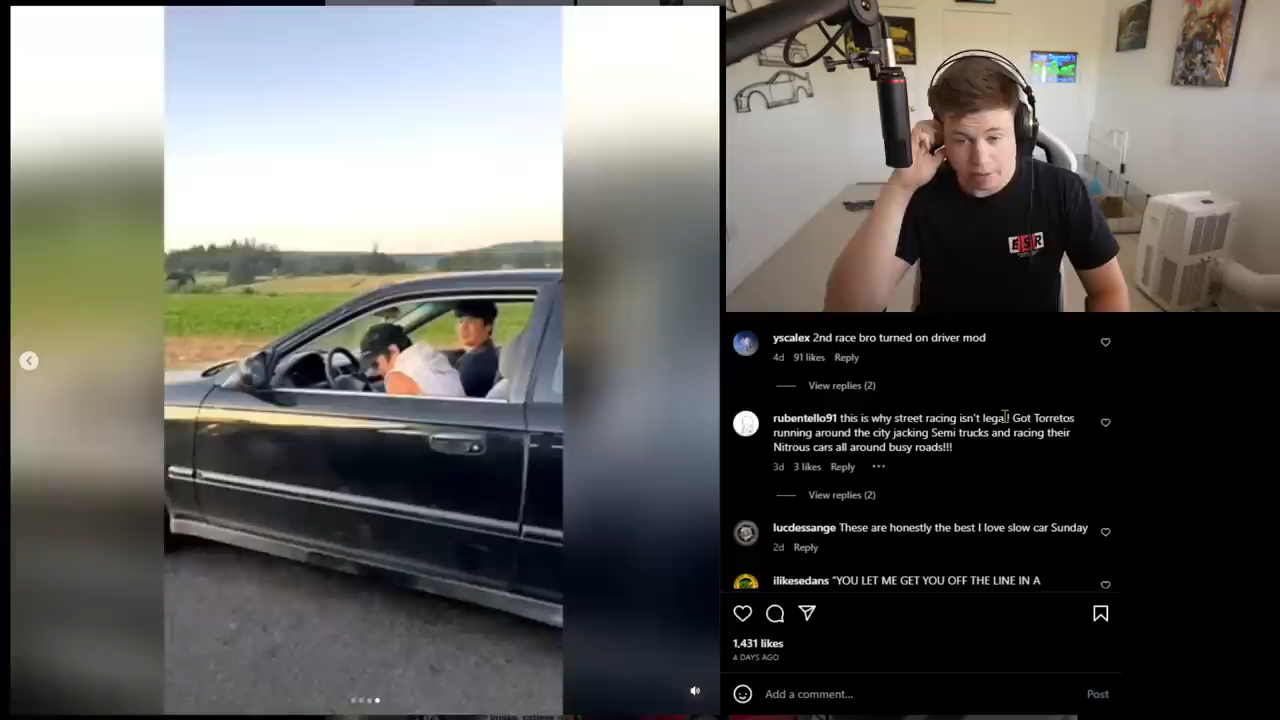 ESR
yscalex 2nd race bro turned on driver mod
4d 91 likes Reply
View replies (2)
rubentello91 this is why street racing isn't legal! Got Torretos
running around the city jacking Semi trucks and racing their
Nitrous cars all around busy roads!!!
3d 3 likes Reply
View replies (2)
lucdessange These are honestly the best I love slow car Sunday
2d Reply
ilikesedans "YOU LET ME GET YOU OFF THE LINE IN A
1,431 likes
4 DAYS AGO
Add a comment... Post